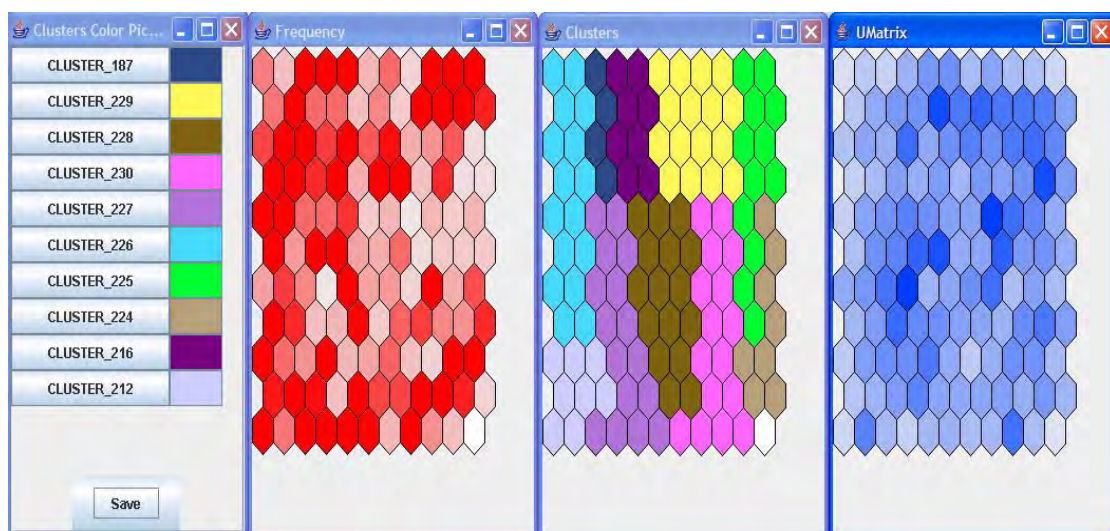 Clusters Color Pic...
CLUSTER_187
CLUSTER_229
CLUSTER_228
CLUSTER_230
CLUSTER_227
CLUSTER_226
CLUSTER_225
CLUSTER_224
CLUSTER_216
CLUSTER_212
Save
Frequency
Clusters
UMatrix